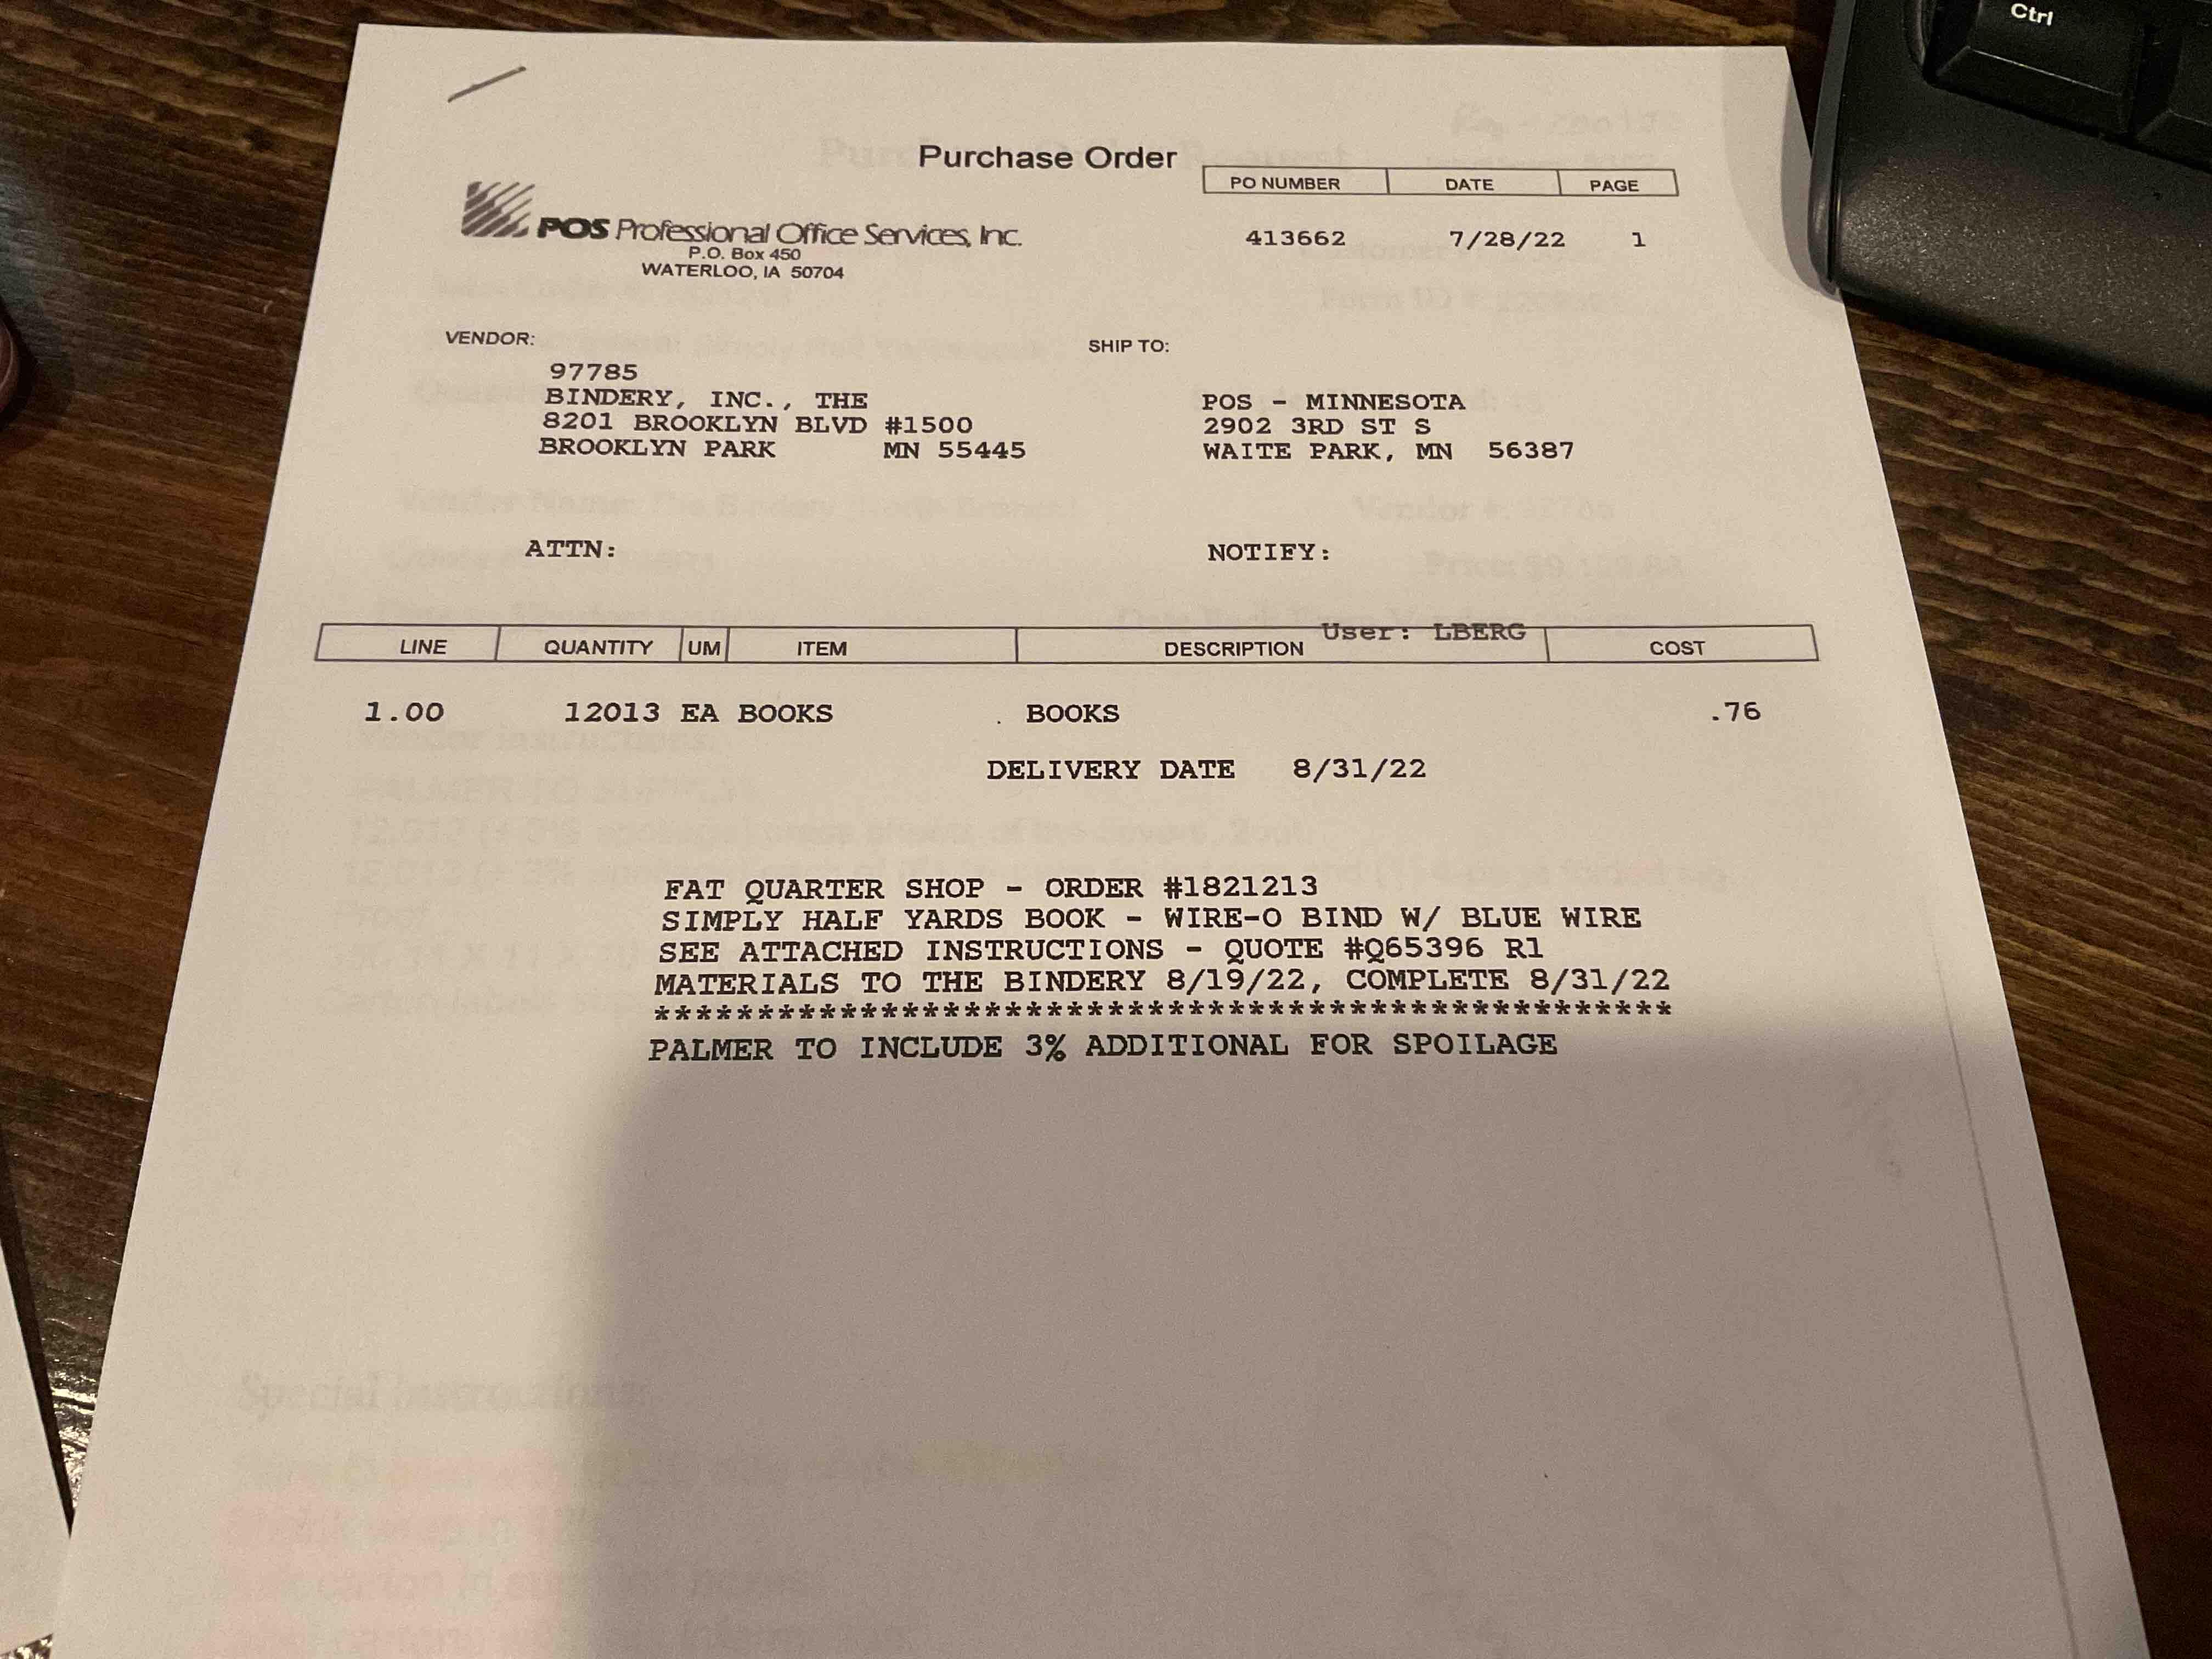 Ctrl
Purchase Order
PO NUMBER DATE PAGE
POS Professional Office Services, Inc.
P.O. Box 450
WATERLOO, IA 50704
413662 7/28/22 1
VENDOR:
97785
BINDERY, INC., THE
8201 BROOKLYN BLVD #1500
BROOKLYN PARK MN 55445
SHIP TO:
POS - MINNESOTA
2902 3RD ST S
WAITE PARK, MN 56387
ATTN: NOTIFY:
User: LBERG
LINE QUANTITY UM ITEM DESCRIPTION COST
1.00 12013 EA BOOKS . BOOKS .76
DELIVERY DATE 8/31/22
FAT QUARTER SHOP - ORDER #1821213
SIMPLY HALF YARDS BOOK - WIRE-O BIND W/ BLUE WIRE
SEE ATTACHED INSTRUCTIONS - QUOTE #Q65396 R1
MATERIALS TO THE BINDERY 8/19/22, COMPLETE 8/31/22
*************************************************
PALMER TO INCLUDE 3% ADDITIONAL FOR SPOILAGE
Special Instructions: